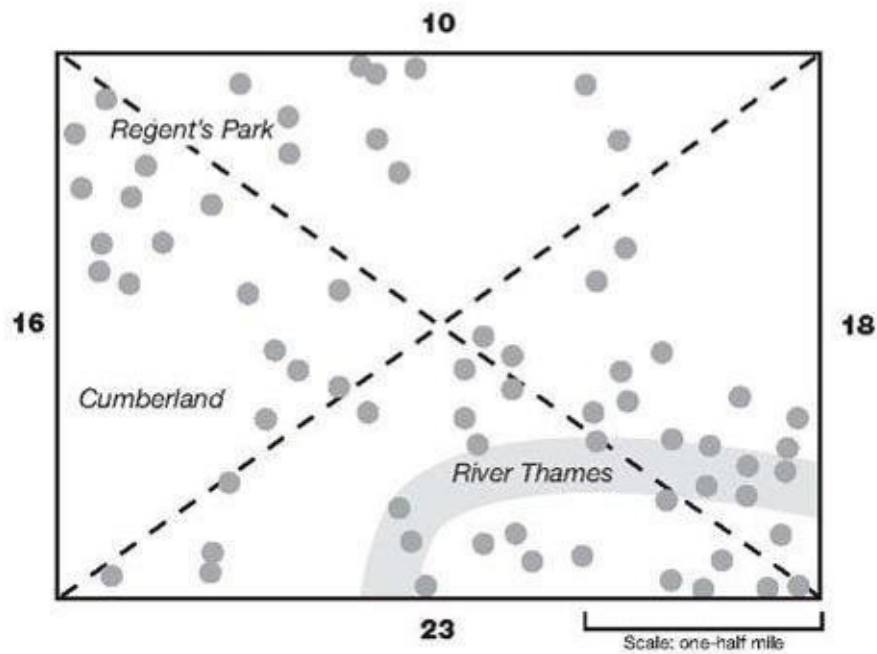 10
Regent's Park
16
18
Cumberland
River Thames
23
Scale: one-half mile